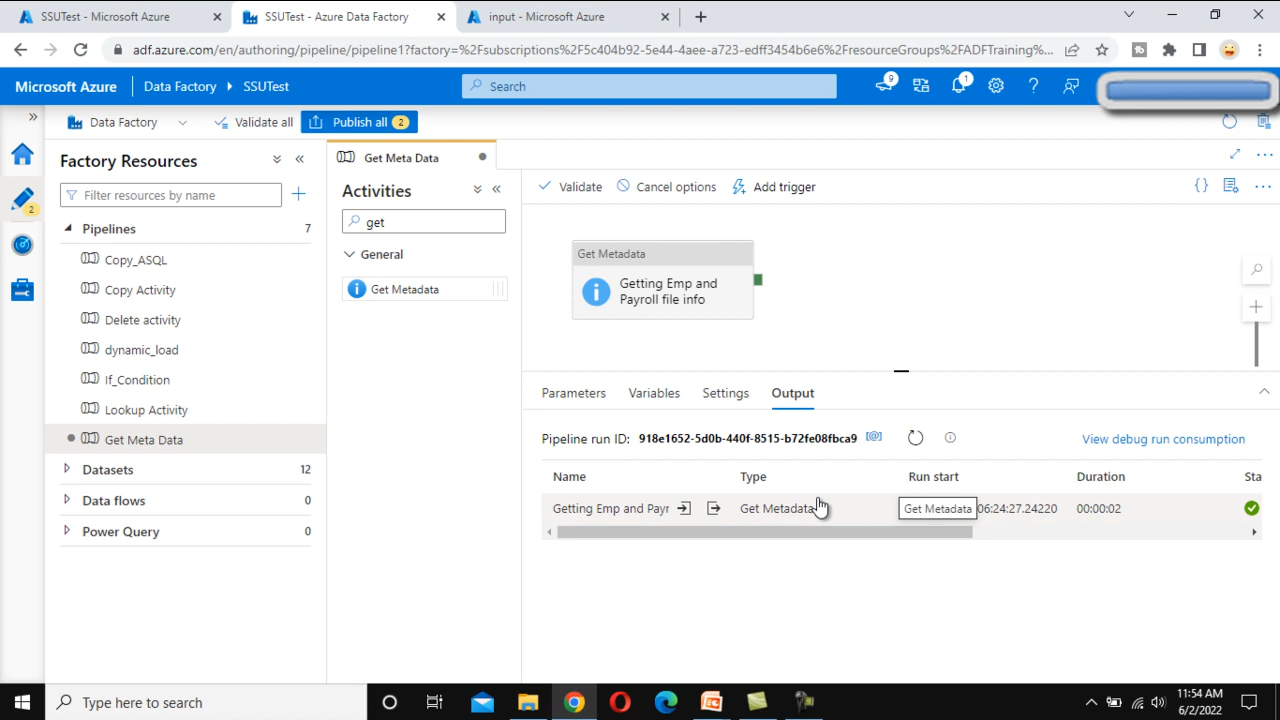 SSUTest - Microsoft Azure
SSUTest - Azure Data Factory
input - Microsoft Azure
adf.azure.com/en/authoring/pipeline/pipeline1?factory=%2Fsubscriptions%2F5c404b92-5e44-4aee-a723-edff3454b6e6%2FresourceGroups%2FADFTraining%...
Microsoft Azure
Data Factory
SSUTest
Search
9
1
Data Factory
Validate all
Publish all 2
Factory Resources
Filter resources by name
2
Pipelines 7
Copy_ASQL
Copy Activity
Delete activity
dynamic_load
If_Condition
Lookup Activity
Get Meta Data
Datasets 12
Data flows 0
Power Query 0
Get Meta Data
Activities
get
General
Get Metadata
Validate
Cancel options
Add trigger
Get Metadata
Getting Emp and
Payroll file info
Parameters
Variables
Settings
Output
Pipeline run ID: 918e1652-5d0b-440f-8515-b72fe08fbca9
View debug run consumption
Name Type Run start Duration Sta
Getting Emp and Payr Get Metadata Get Metadata 06:24:27.24220 00:00:02
Type here to search
11:54 AM
6/2/2022